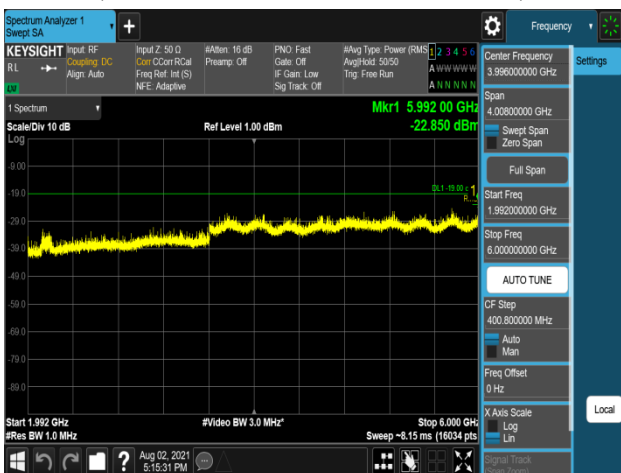 Spectrum Analyzer 1
Swept SA
+
Frequency
KEYSIGHT
RL
Input: RF
Coupling: DC
Align: Auto
Input Z: 50 Ω
Corr CCorr RCal
Freq Ref: Int (S)
NFE: Adaptive
#Atten: 16 dB
Preamp: Off
PNO: Fast
Gate: Off
IF Gain: Low
Sig Track: Off
#Avg Type: Power (RMS
Avg|Hold: 50/50
Trig: Free Run
1 2 3 4 5 6
A W W W W W
A N N N N N
1 Spectrum
Scale/Div 10 dB
Log
Ref Level 1.00 dBm
Mkr1 5.992 00 GHz
-22.850 dBm
-9.00
-19.0
-29.0
-39.0
-49.0
-59.0
-69.0
-79.0
-89.0
DL1 -19.00
1
Start 1.992 GHz
#Res BW 1.0 MHz
#Video BW 3.0 MHz*
Stop 6.000 GHz
Sweep ~8.15 ms (16034 pts
?
Aug 02, 2021
5:15:31 PM
Center Frequency
3.996000000 GHz
Span
4.00800000 GHz
Swept Span
Zero Span
Full Span
Start Freq
1.992000000 GHz
Stop Freq
6.000000000 GHz
AUTO TUNE
CF Step
400.800000 MHz
Auto
Man
Freq Offset
0 Hz
X Axis Scale
Log
Lin
Signal Track
(Span Zoom)
Settings
Local